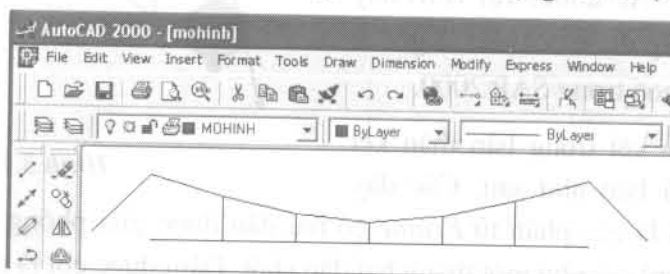 AutoCAD 2000 - [mohinh]
File Edit View Insert Format Tools Draw Dimension Modify Express Window Help
MOHINH ByLayer ByLayer